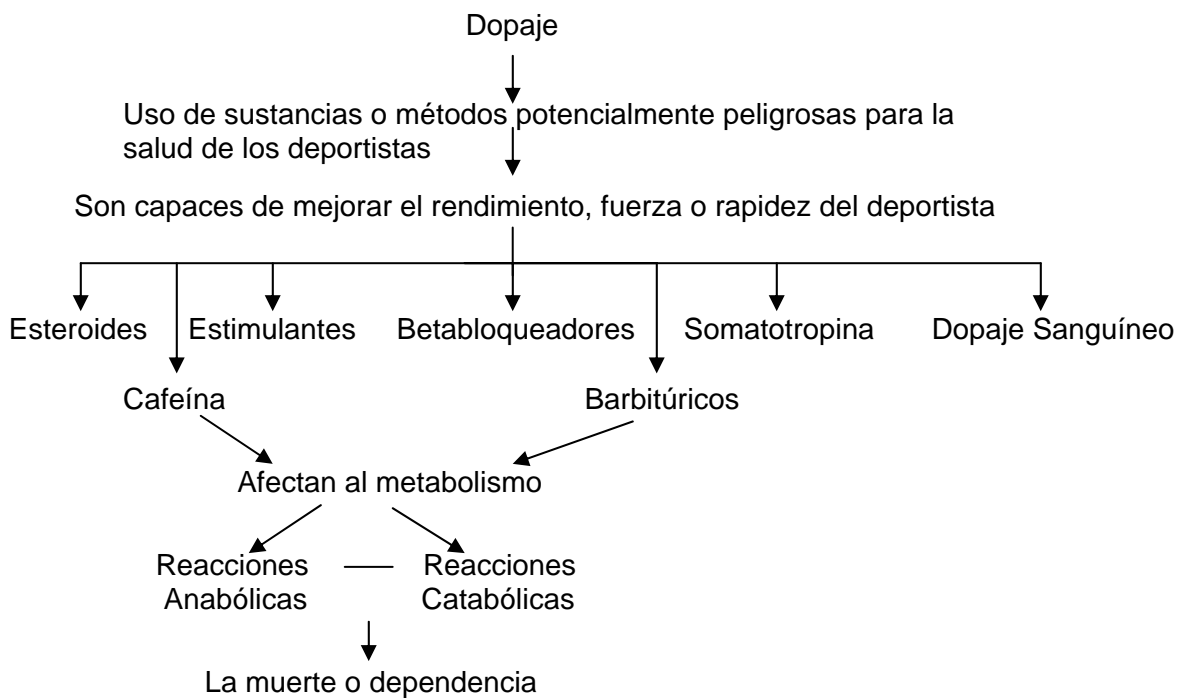 Dopaje
Uso de sustancias o métodos potencialmente peligrosas para la
salud de los deportistas
Son capaces de mejorar el rendimiento, fuerza o rapidez del deportista
Esteroides Estimulantes Betabloqueadores Somatotropina Dopaje Sanguíneo
Cafeína Barbitúricos
Afectan al metabolismo
Reacciones Reacciones
Anabólicas Catabólicas
La muerte o dependencia